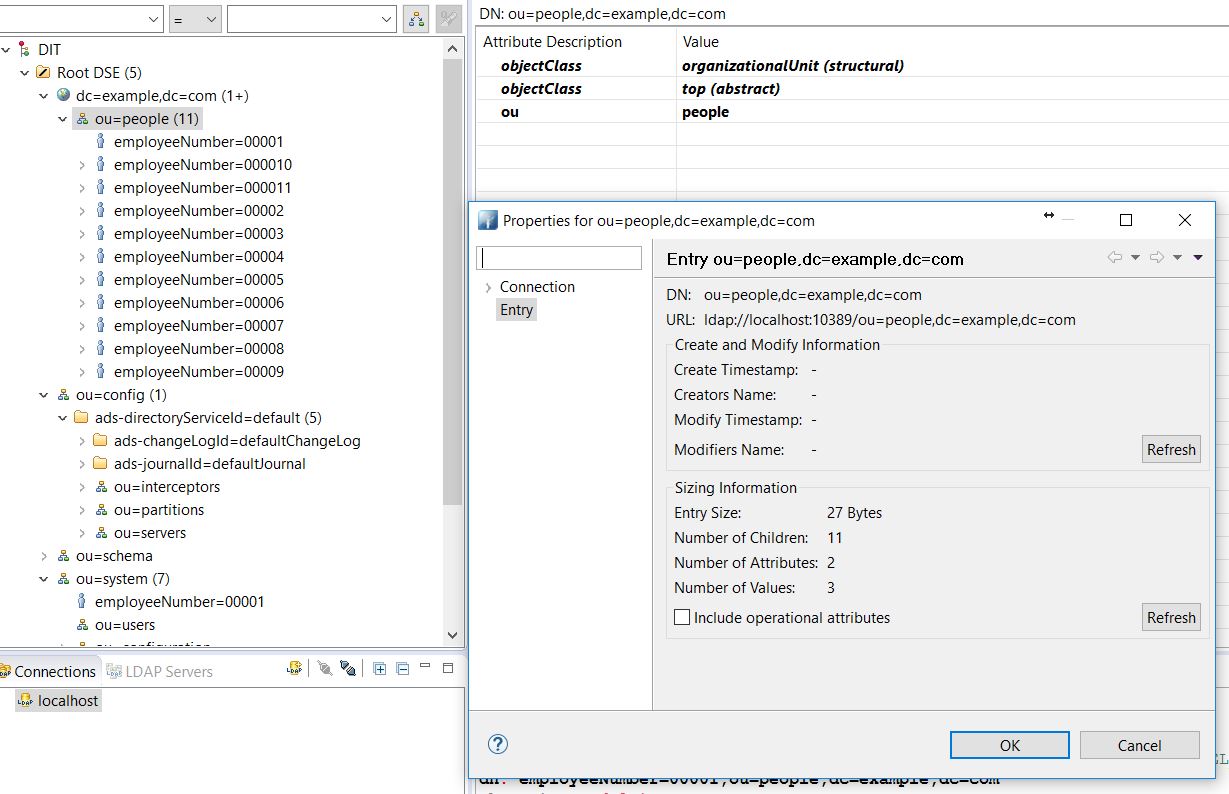 =
DIT
Root DSE (5)
dc=example,dc=com (1+)
ou=people (11)
employeeNumber=00001
employeeNumber=000010
employeeNumber=000011
employeeNumber=00002
employeeNumber=00003
employeeNumber=00004
employeeNumber=00005
employeeNumber=00006
employeeNumber=00007
employeeNumber=00008
employeeNumber=00009
ou=config (1)
ads-directoryServiceId=default (5)
ads-changeLogId=defaultChangeLog
ads-journalId=defaultJournal
ou=interceptors
ou=partitions
ou=servers
ou=schema
ou=system (7)
employeeNumber=00001
ou=users
ou=configuration
Connections LDAP Servers
LDAP
localhost
DN: ou=people,dc=example,dc=com
Attribute Description Value
objectClass organizationalUnit (structural)
objectClass top (abstract)
ou people
Properties for ou=people,dc=example,dc=com
Connection
Entry
Entry ou=people,dc=example,dc=com
DN: ou=people,dc=example,dc=com
URL: ldap://localhost:10389/ou=people,dc=example,dc=com
Create and Modify Information
Create Timestamp: -
Creators Name: -
Modify Timestamp: -
Modifiers Name: - Refresh
Sizing Information
Entry Size: 27 Bytes
Number of Children: 11
Number of Attributes: 2
Number of Values: 3
Include operational attributes Refresh
? OK Cancel
dn: employeeNumber=00001,ou=people,dc=example,dc=com